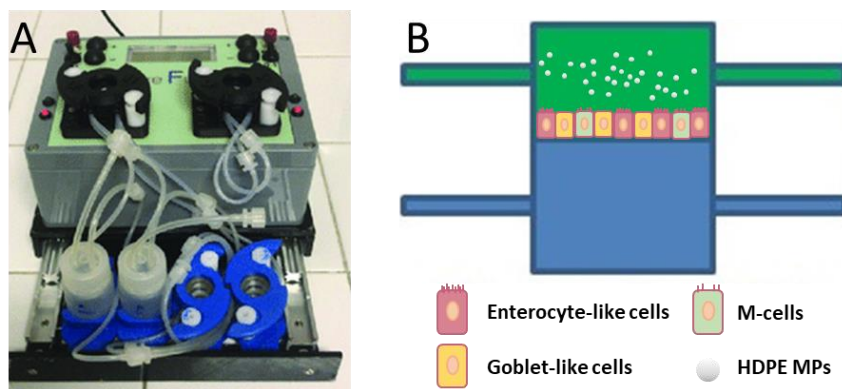 A
B
Enterocyte-like cells
M-cells
Goblet-like cells
HDPE MPs